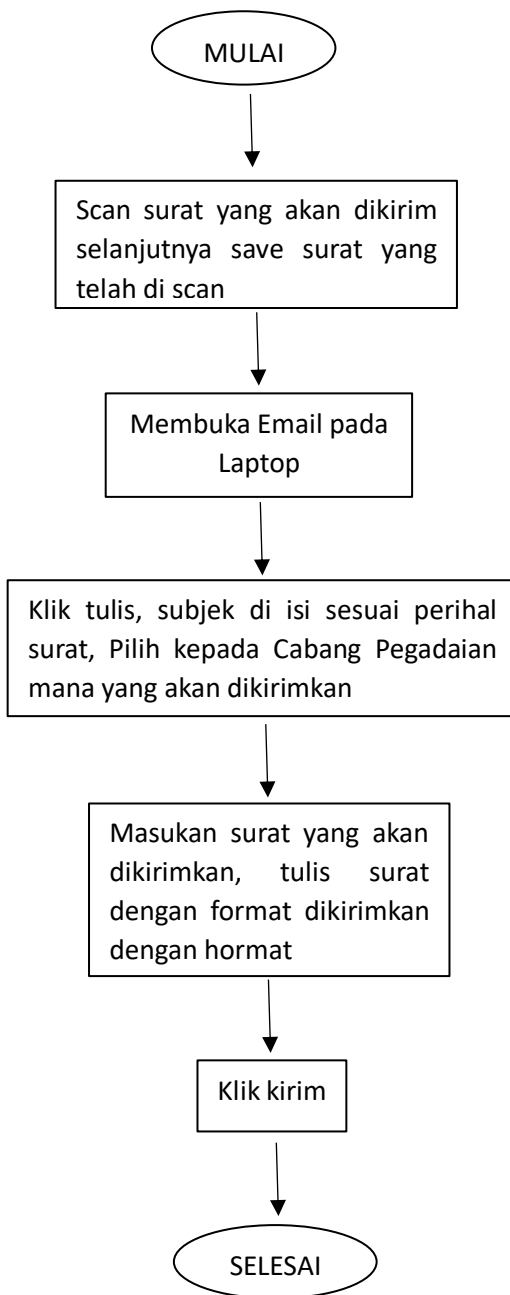 MULAI
Scan surat yang akan dikirim
selanjutnya save surat yang
telah di scan
Membuka Email pada
Laptop
Klik tulis, subjek di isi sesuai perihal
surat, Pilih kepada Cabang Pegadaian
mana yang akan dikirimkan
Masukan surat yang akan
dikirimkan, tulis surat
dengan format dikirimkan
dengan hormat
Klik kirim
SELESAI